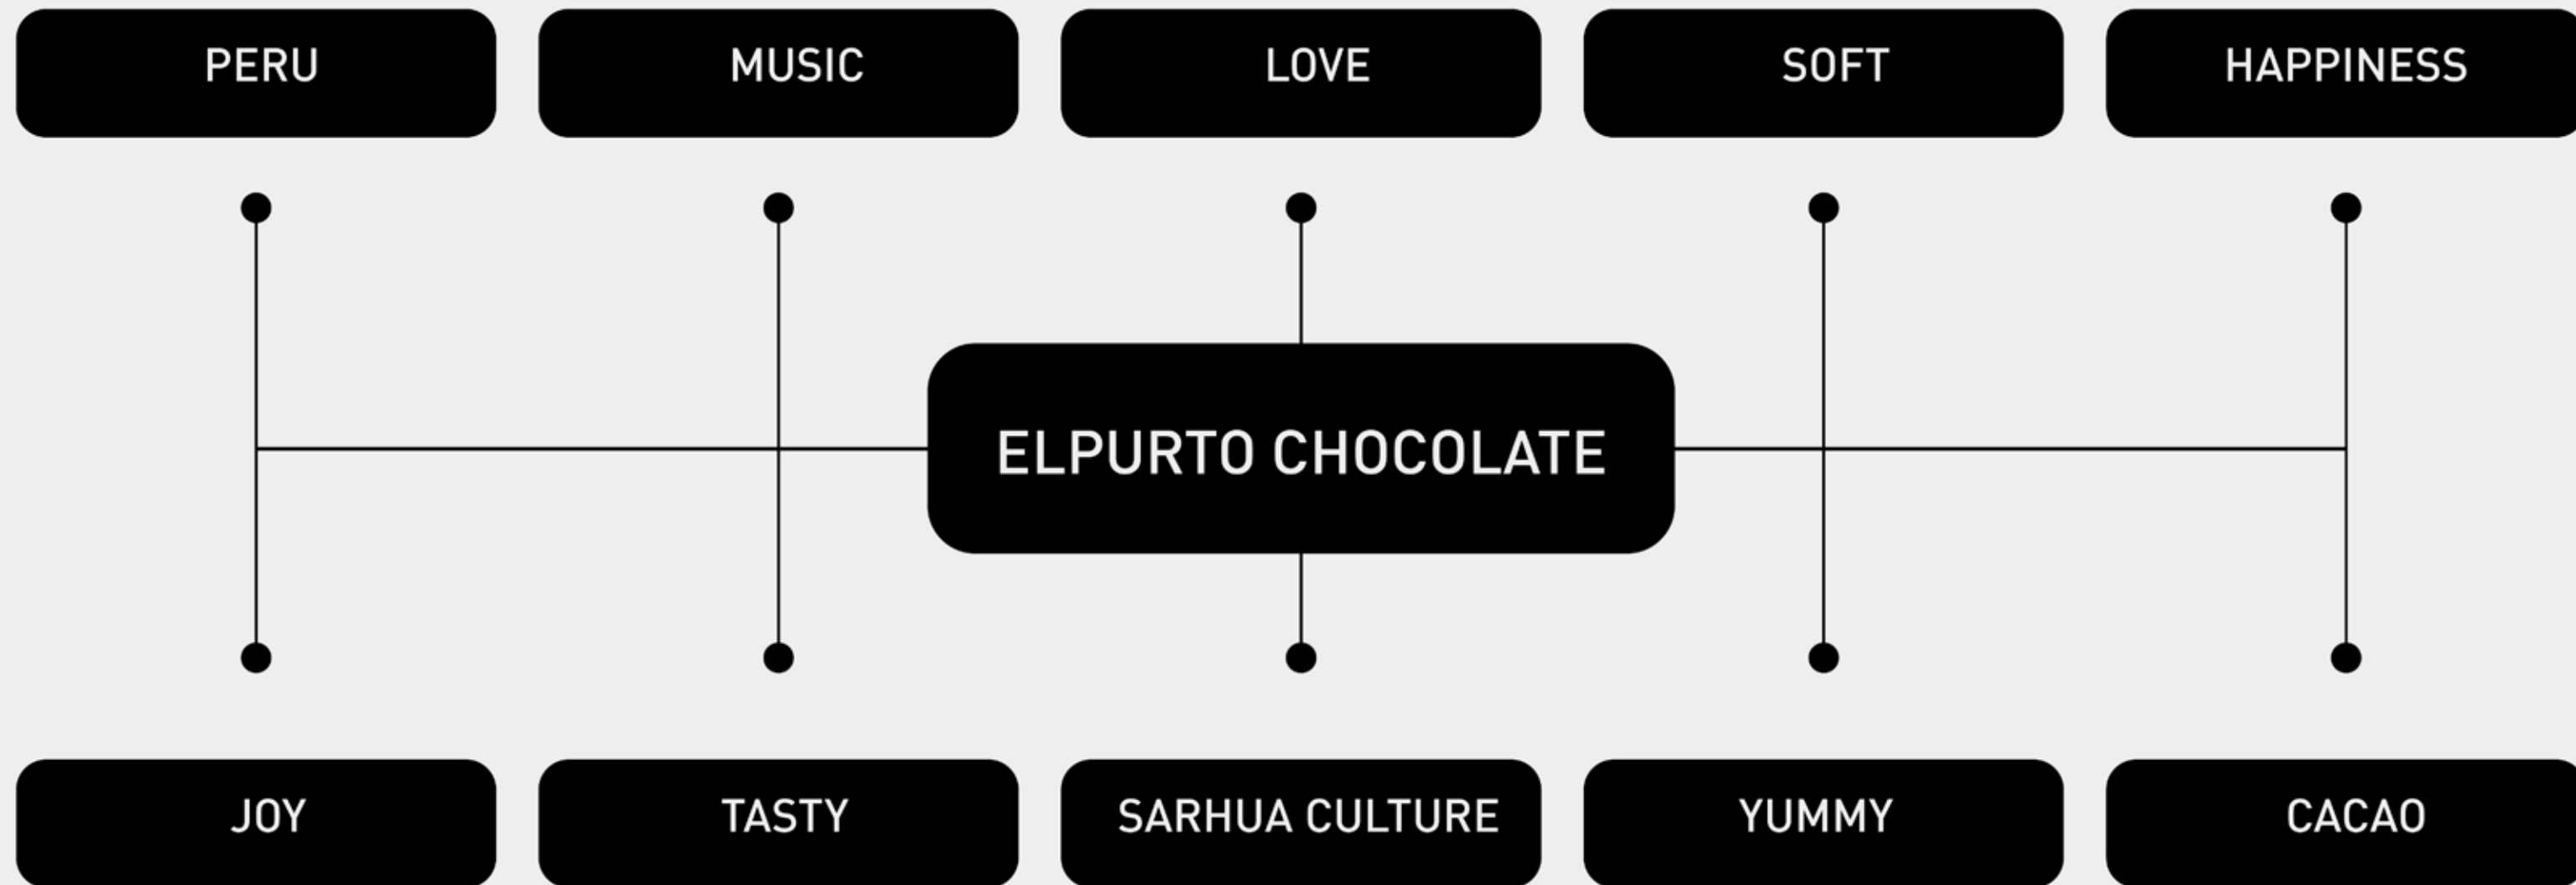 PERU
MUSIC
LOVE
SOFT
HAPPINESS
ELPURTO CHOCOLATE
JOY
TASTY
SARHUA CULTURE
YUMMY
CACAO